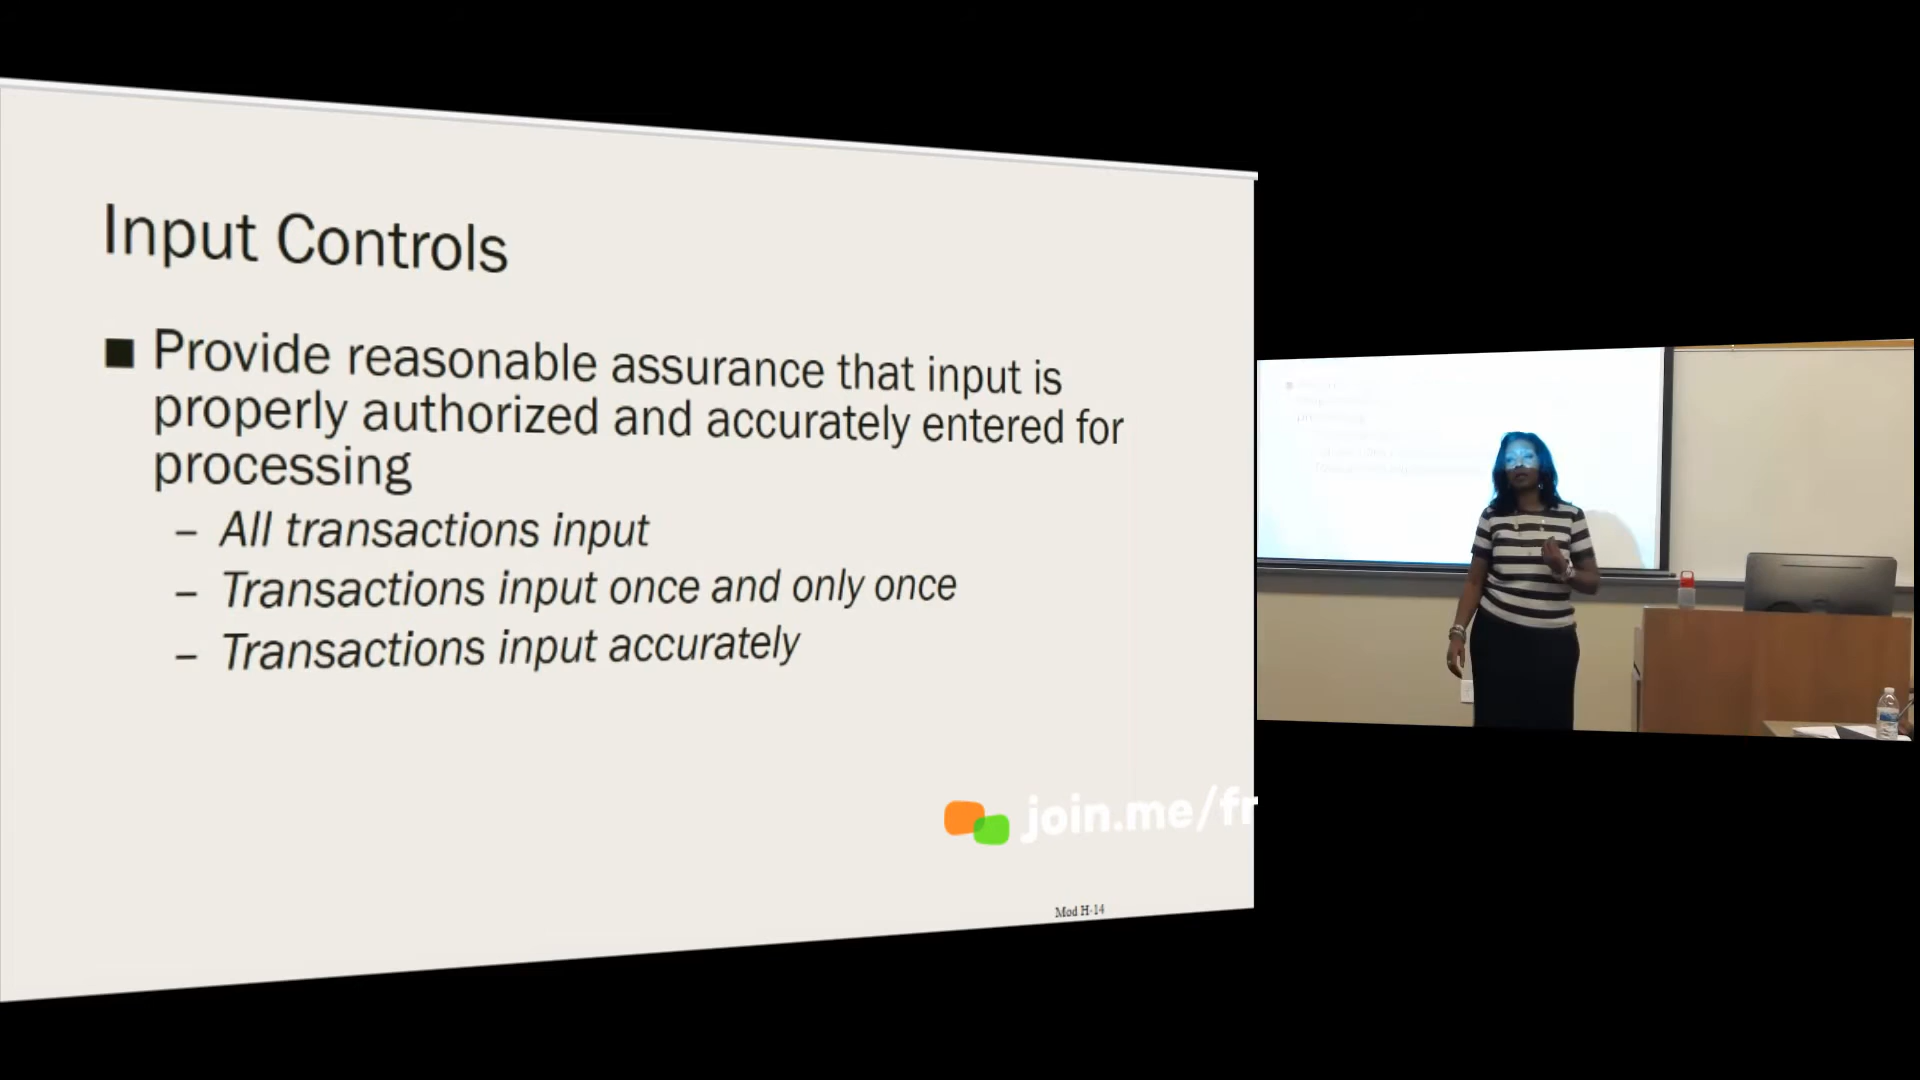 Input Controls
■ Provide reasonable assurance that input is
properly authorized and accurately entered for
processing
– All transactions input
– Transactions input once and only once
– Transactions input accurately
join.me/fr
Mod H-14